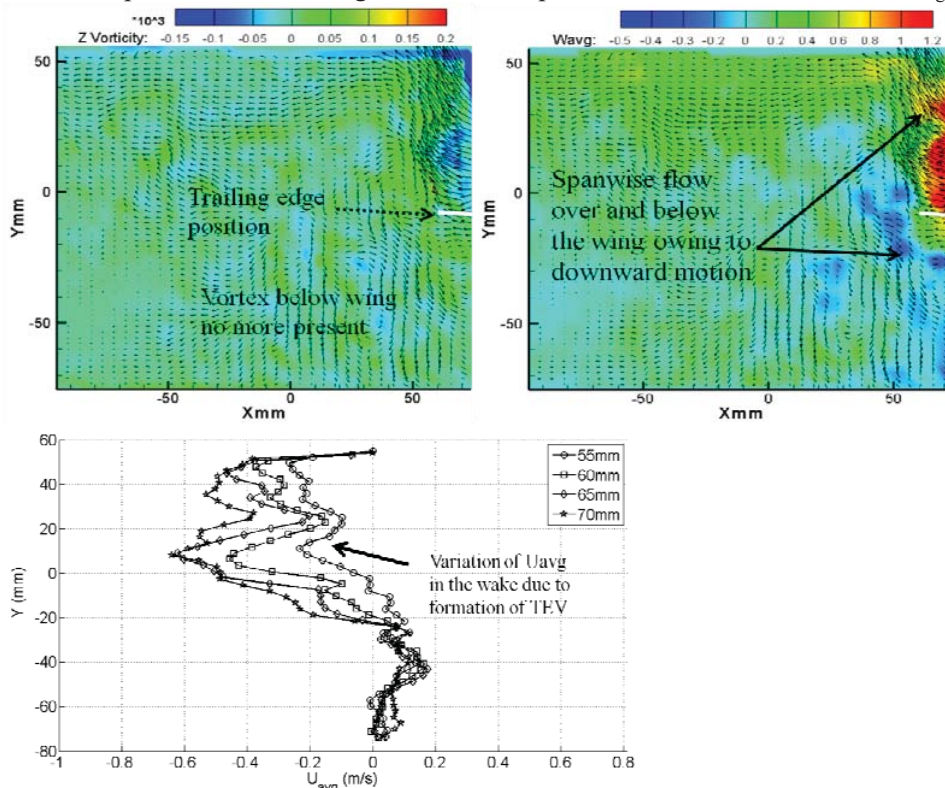 *10^3
Z Vorticity: -0.15 -0.1 -0.05 0 0.05 0.1 0.15 0.2
Wavg: -0.5 -0.3 -0.2 0 0.2 0.4 0.6 0.8 1 1.2
50
0
-50
Ymm
Trailing edge
position
Vortex below wing
no more present
-50 0 50
Xmm
50
0
-50
Ymm
Spanwise flow
over and below
the wing owing to
downward motion
-50 0 50
Xmm
60
40
20
0
-20
-40
-60
-80
Y (mm)
55mm
60mm
65mm
70mm
Variation of Uavg
in the wake due to
formation of TEV
-1 -0.8 -0.6 -0.4 -0.2 0 0.2 0.4 0.6 0.8
Uavg (m/s)